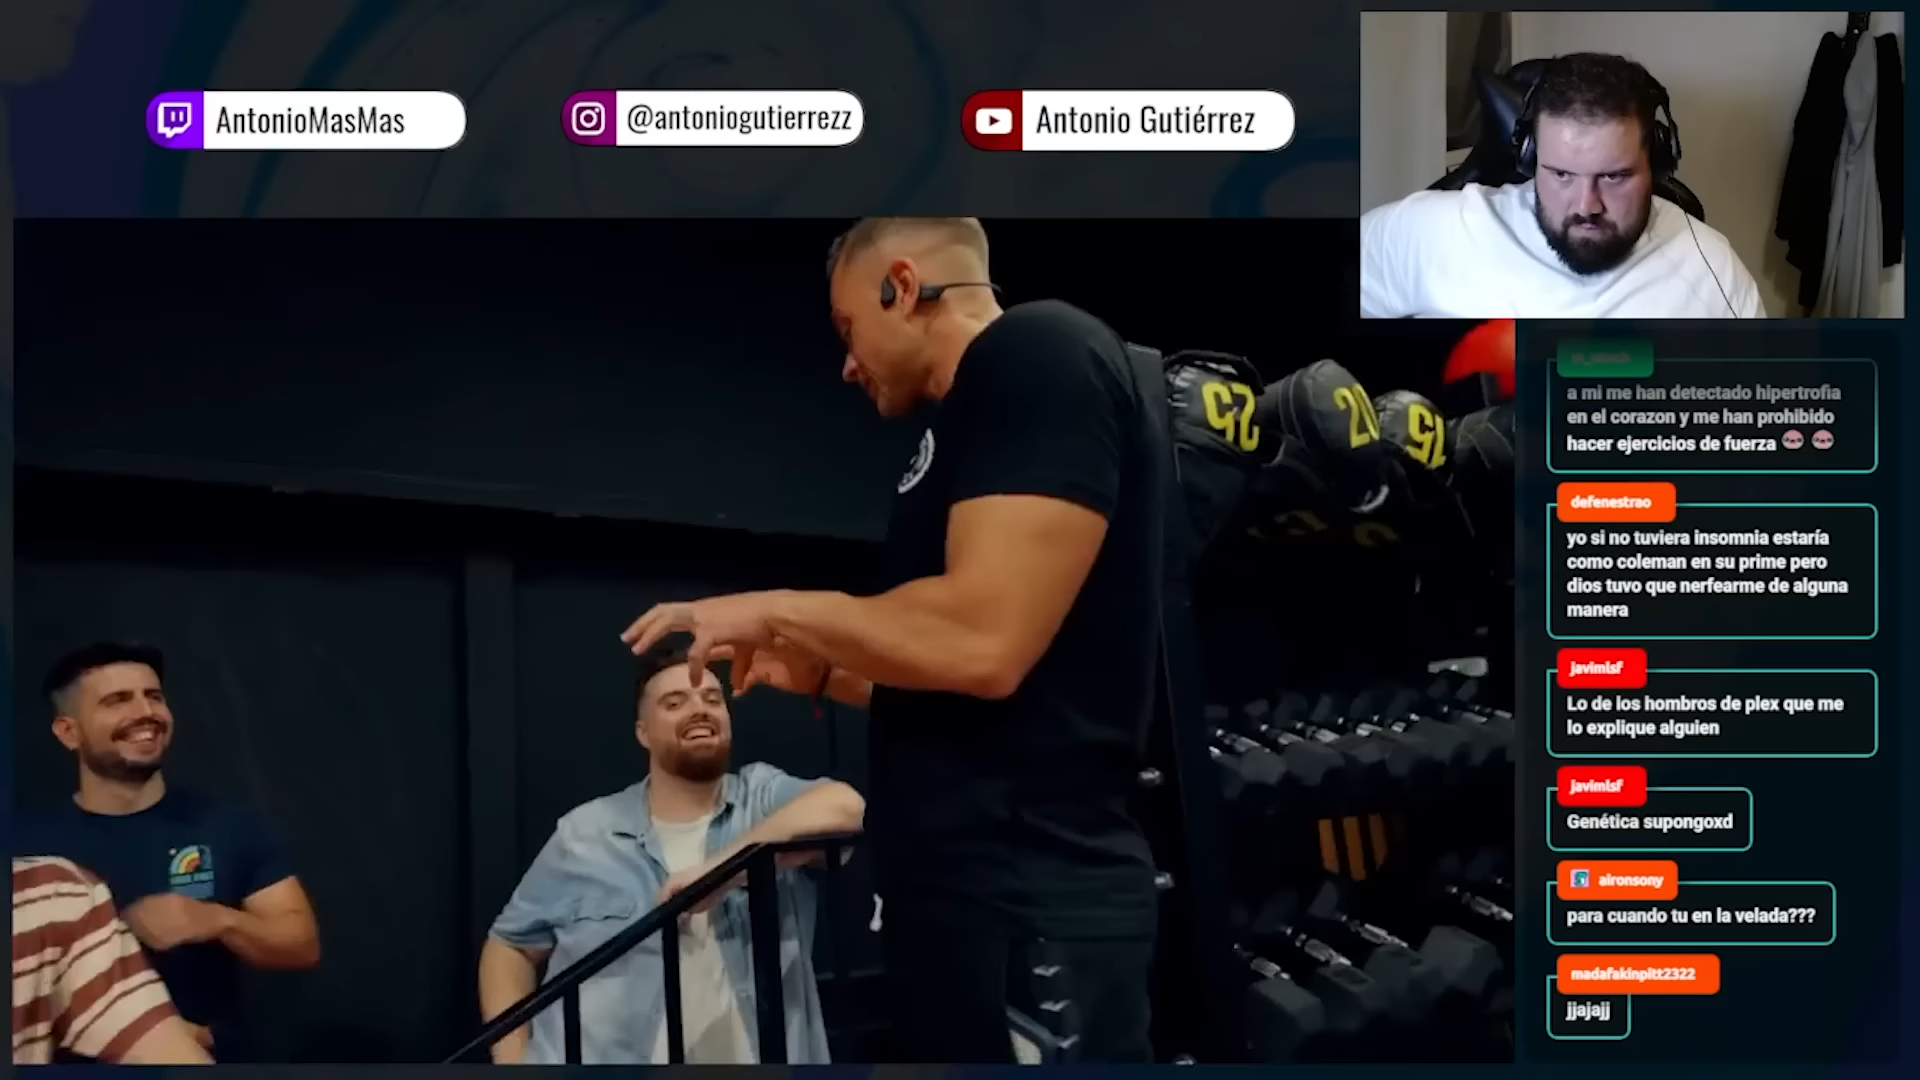 AntonioMasMas
@antoniogutierrezz
Antonio Gutiérrez
25
20
15
a mi me han detectado hipertrofia
en el corazon y me han prohibido
hacer ejercicios de fuerza
defenestrao
yo si no tuviera insomnia estaría
como coleman en su prime pero
dios tuvo que nerfearme de alguna
manera
javimlsf
Lo de los hombros de plex que me
lo explique alguien
javimlsf
Genética supongoxd
aironsony
para cuando tu en la velada???
madafakinpitt2322
jjajajj